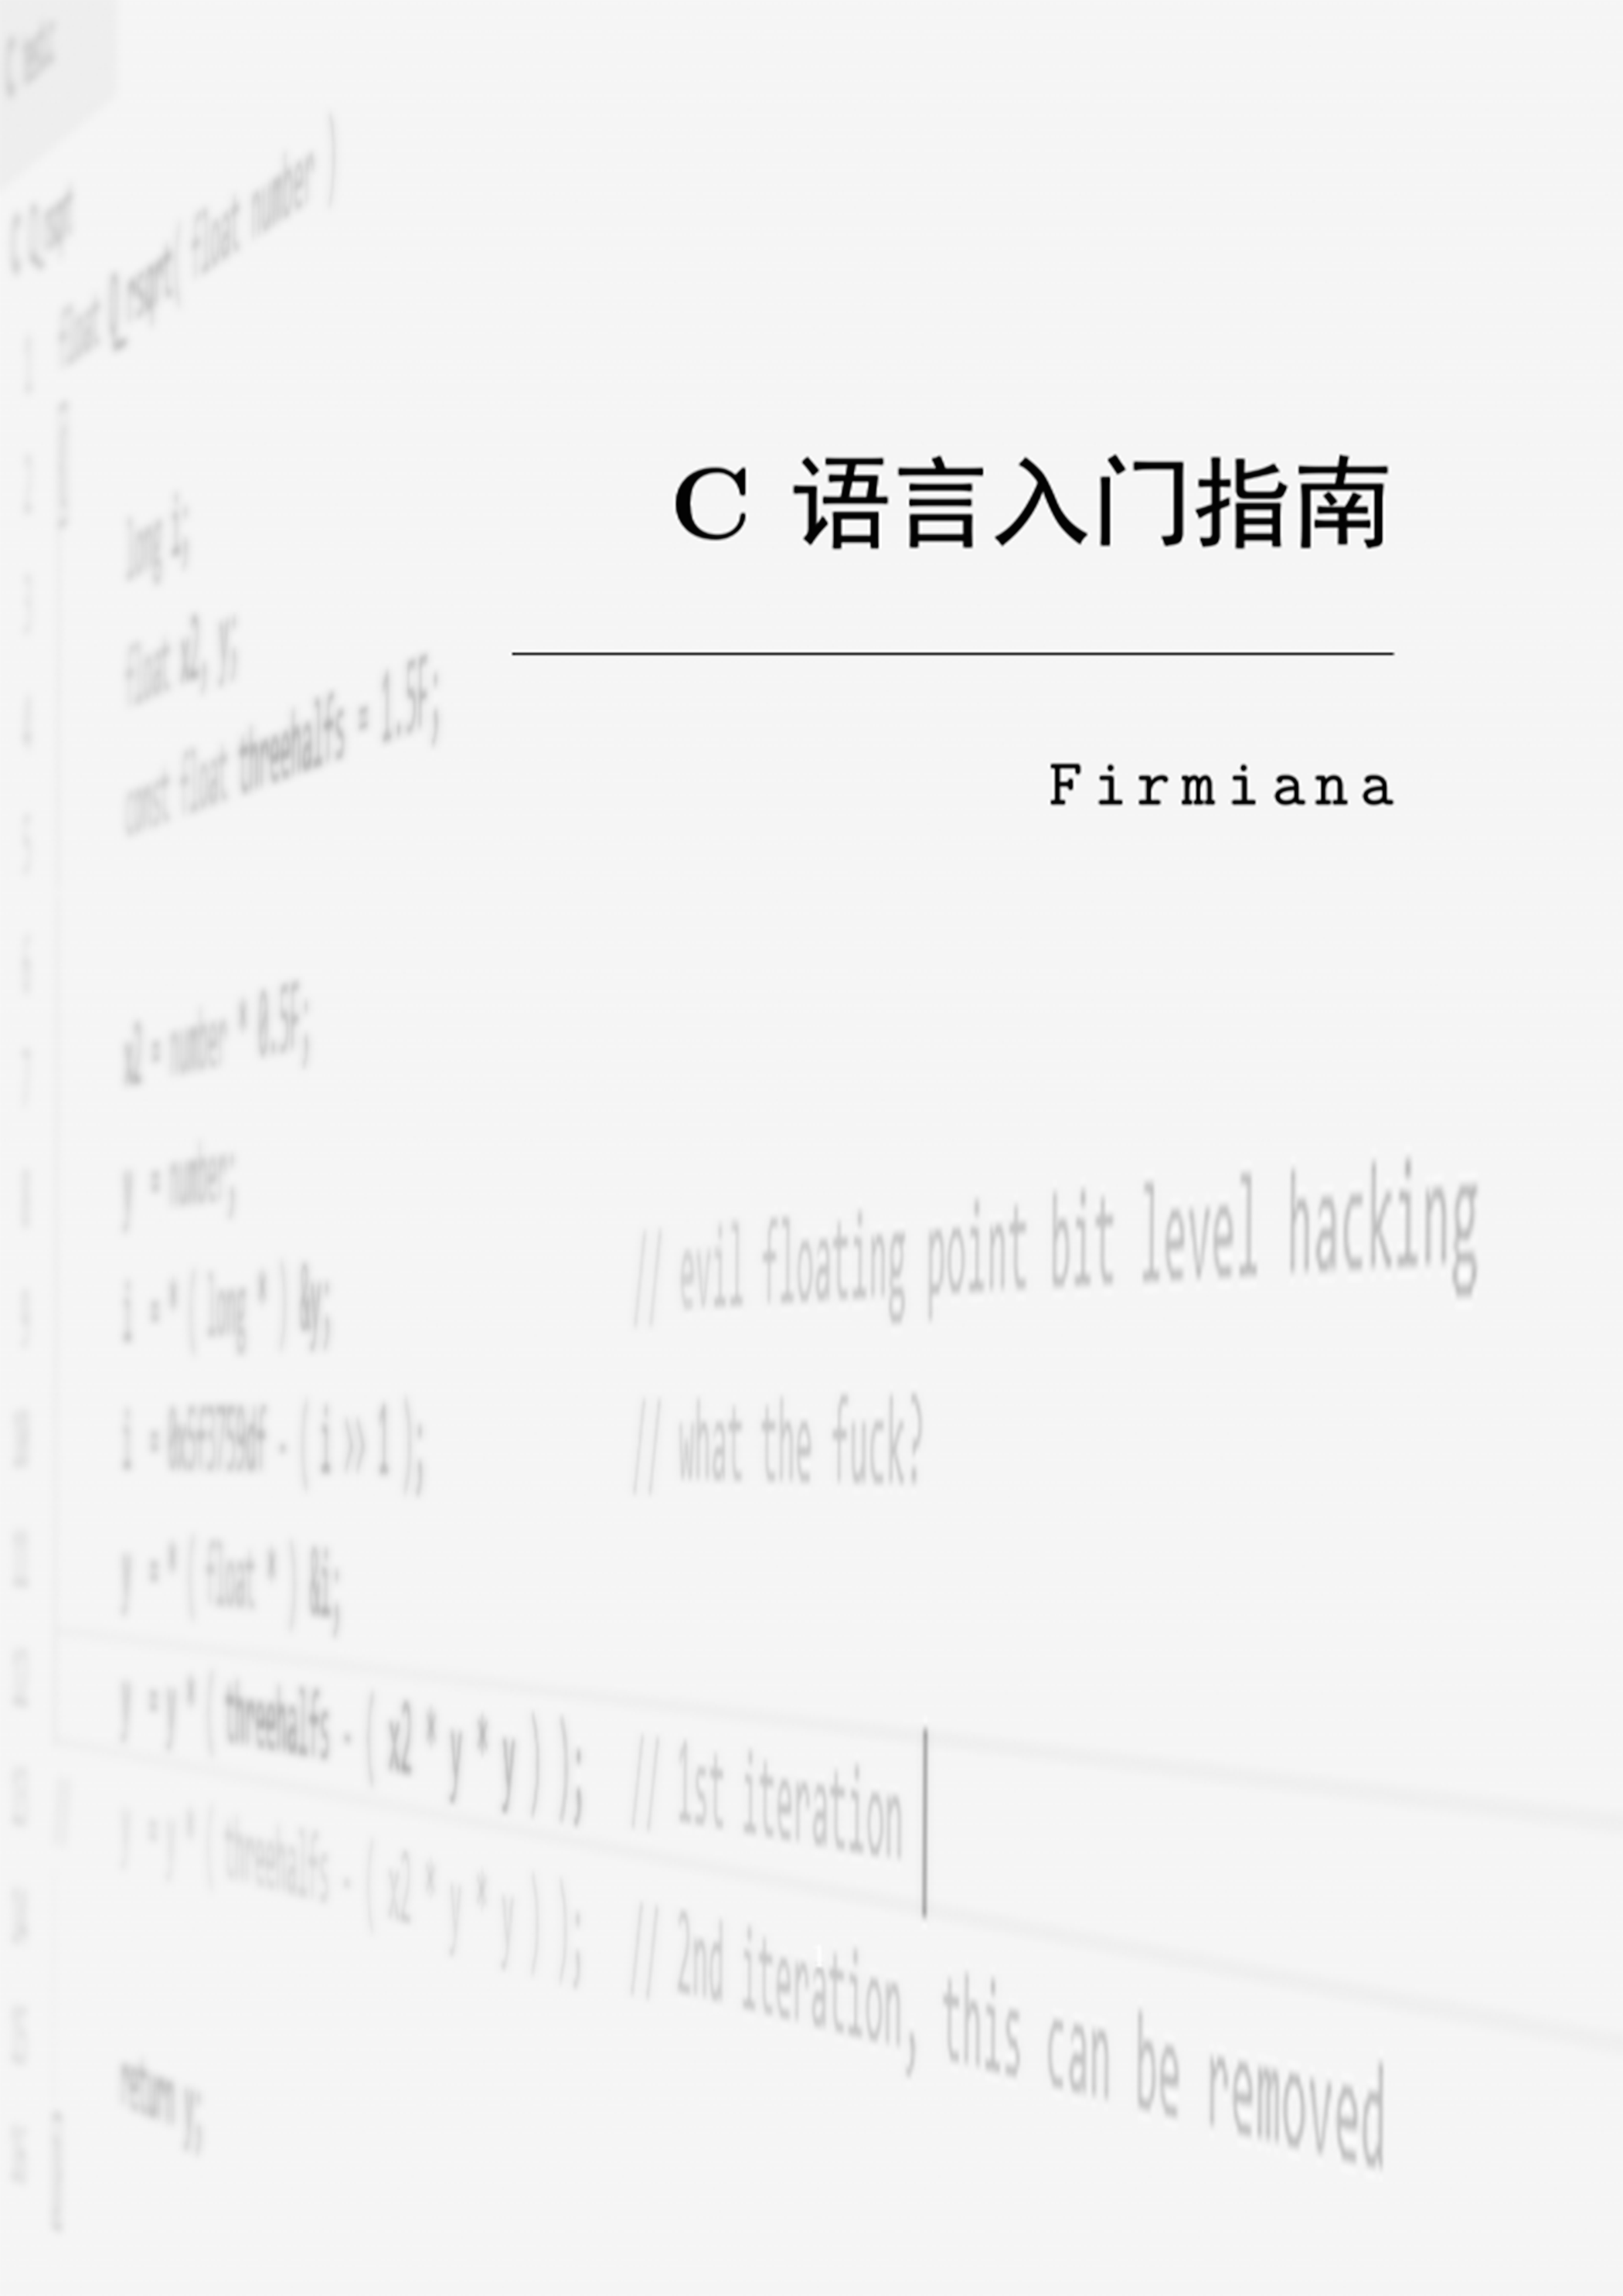 C Q_rsqrt
float Q_rsqrt( float number )
C 语言入门指南
long i;
float x2, y;
const float threehalfs = 1.5F;
Firmiana
x2 = number * 0.5F;
y = number;
i = * ( long * ) &y; // evil floating point bit level hacking
i = 0x5f3759df - ( i >> 1 ); // what the fuck?
y = * ( float * ) &i;
y = y * ( threehalfs - ( x2 * y * y ) ); // 1st iteration
y = y * ( threehalfs - ( x2 * y * y ) ); // 2nd iteration, this can be removed
return y;